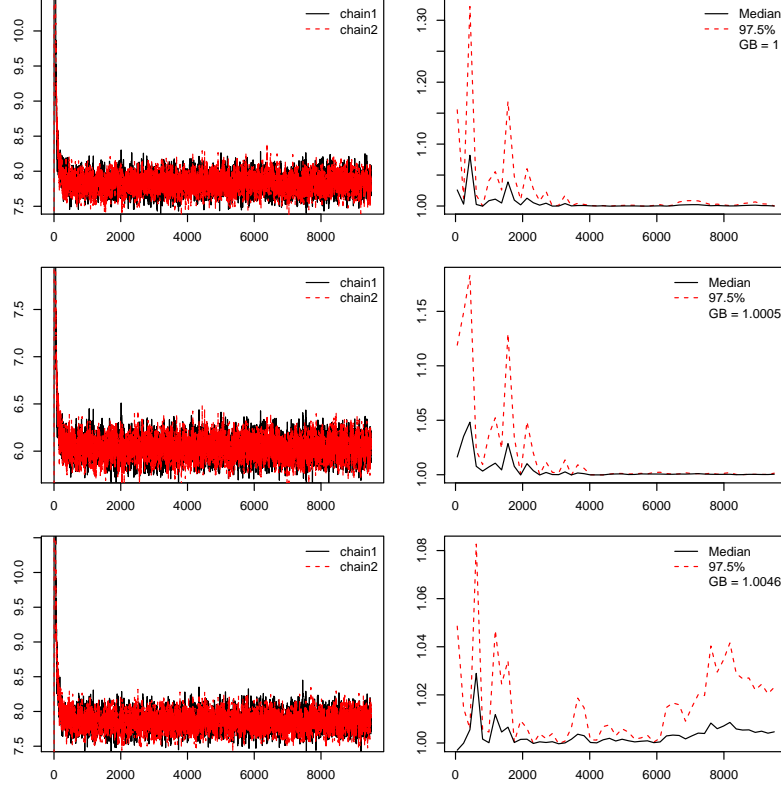 chain1
chain2
7.5 8.0 8.5 9.0 9.5 10.0
0 2000 4000 6000 8000
Median
97.5%
GB = 1
1.00 1.10 1.20 1.30
0 2000 4000 6000 8000
chain1
chain2
6.0 6.5 7.0 7.5
0 2000 4000 6000 8000
Median
97.5%
GB = 1.0005
1.00 1.05 1.10 1.15
0 2000 4000 6000 8000
chain1
chain2
7.5 8.0 8.5 9.0 9.5 10.0
0 2000 4000 6000 8000
Median
97.5%
GB = 1.0046
1.00 1.02 1.04 1.06 1.08
0 2000 4000 6000 8000